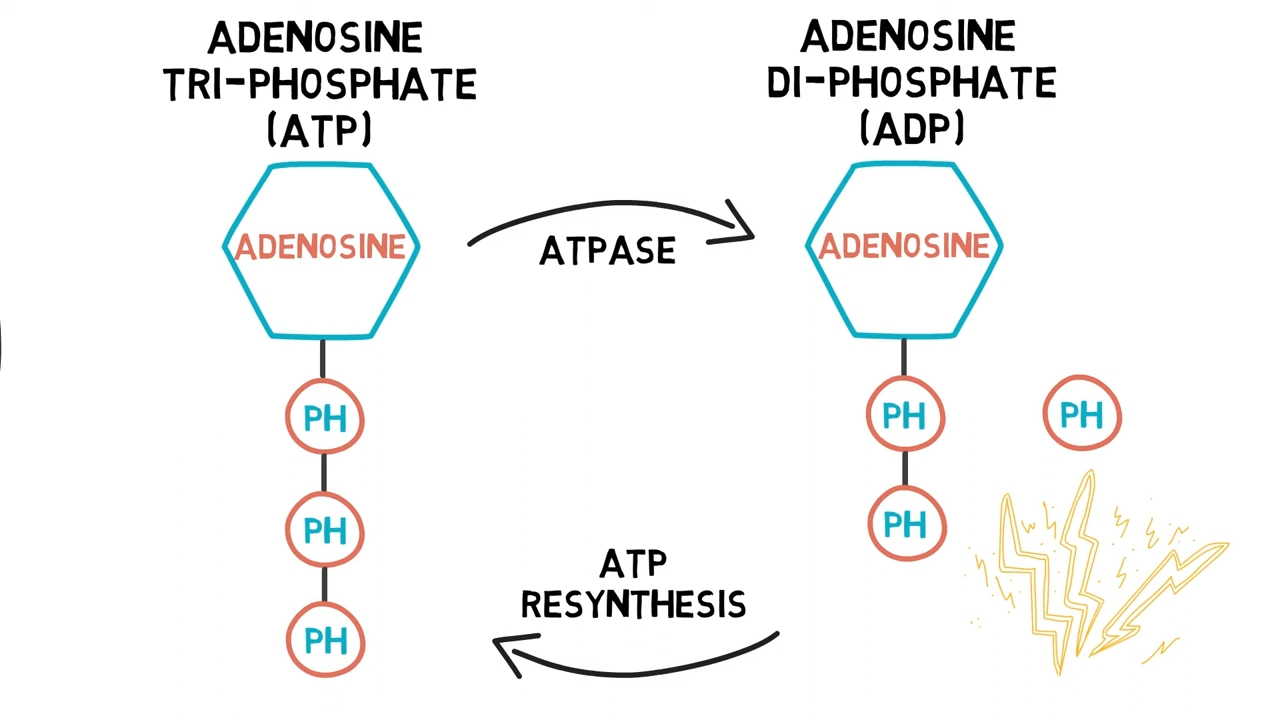 ADENOSINE
TRI-PHOSPHATE
(ATP)
ADENOSINE
DI-PHOSPHATE
(ADP)
ADENOSINE
ATPASE
ADENOSINE
PH
PH
PH
PH
PH
PH
ATP
RESYNTHESIS